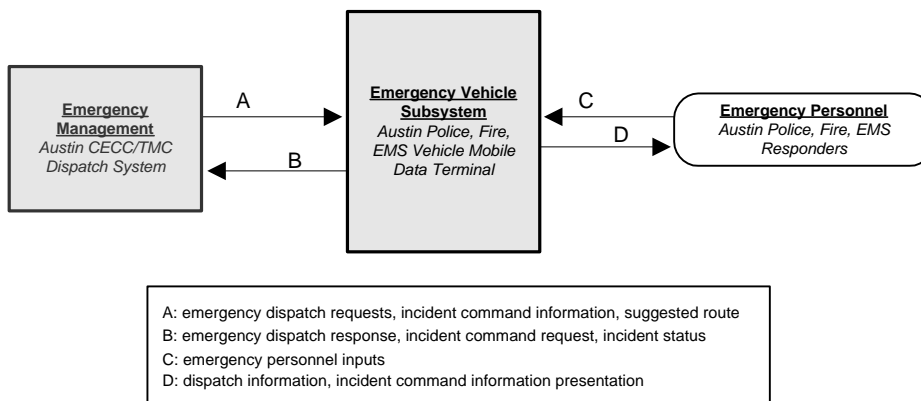 Emergency
Management
Austin CECC/TMC
Dispatch System
A
B
Emergency Vehicle
Subsystem
Austin Police, Fire,
EMS Vehicle Mobile
Data Terminal
C
D
Emergency Personnel
Austin Police, Fire, EMS
Responders
A: emergency dispatch requests, incident command information, suggested route
B: emergency dispatch response, incident command request, incident status
C: emergency personnel inputs
D: dispatch information, incident command information presentation